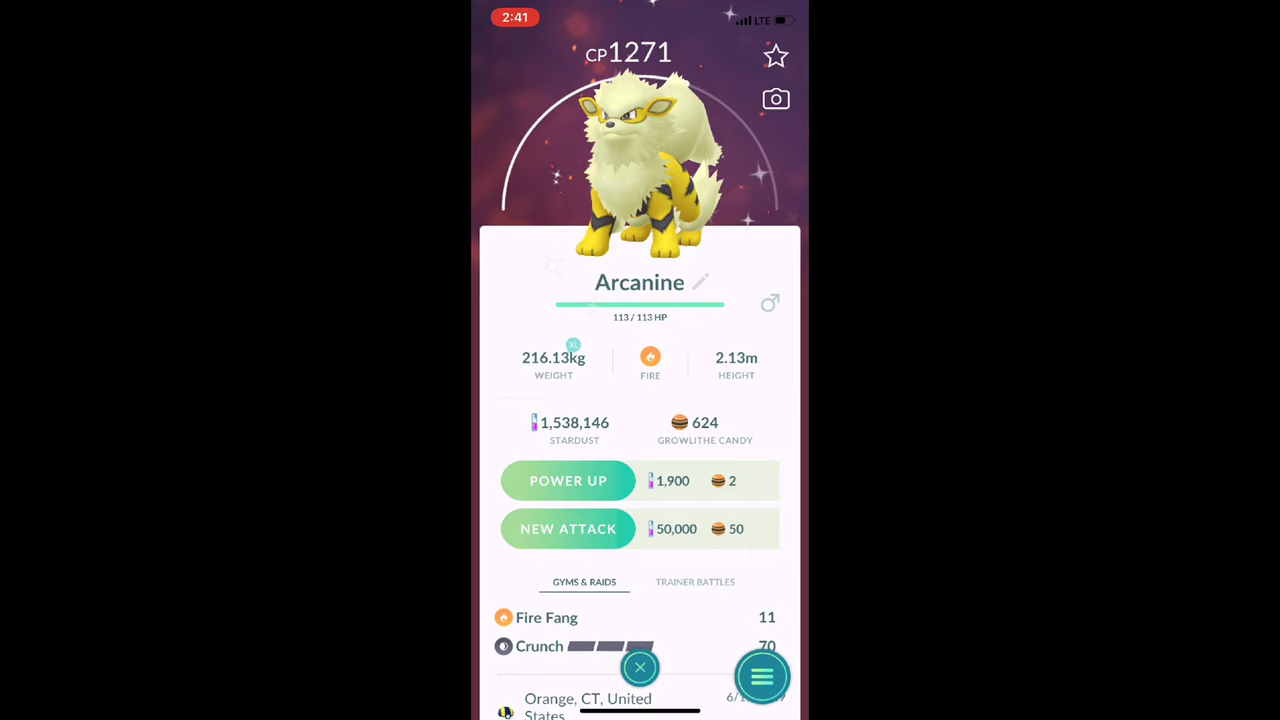 2:41
LTE
CP1271
Arcanine
113 / 113 HP
XL
216.13kg
2.13m
WEIGHT
FIRE
HEIGHT
1,538,146
624
STARDUST
GROWLITHE CANDY
POWER UP 1,900 2
NEW ATTACK 50,000 50
GYMS & RAIDS TRAINER BATTLES
Fire Fang 11
Crunch 70
Orange, CT, United
States